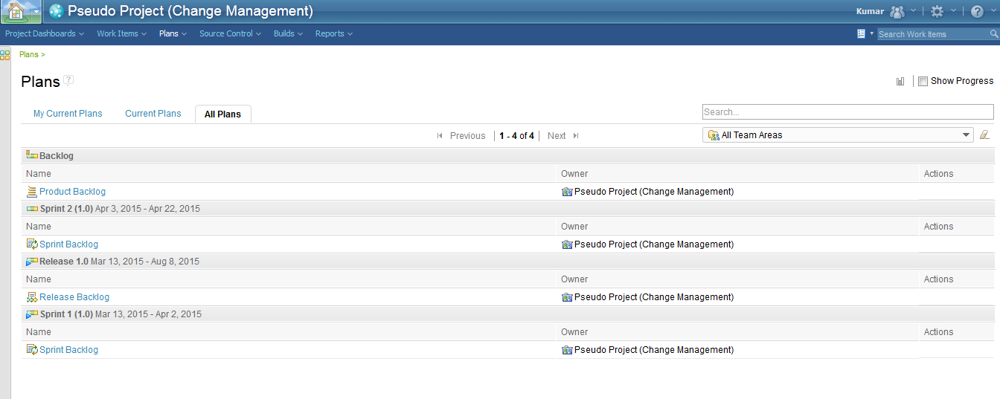 Pseudo Project (Change Management) Kumar
Project Dashboards Work Items Plans Source Control Builds Reports Search Work Items
Plans >
Plans ? Show Progress
My Current Plans Current Plans All Plans Search...
Previous 1 - 4 of 4 Next All Team Areas
Backlog
Name Owner Actions
Product Backlog Pseudo Project (Change Management)
Sprint 2 (1.0) Apr 3, 2015 - Apr 22, 2015
Name Owner Actions
Sprint Backlog Pseudo Project (Change Management)
Release 1.0 Mar 13, 2015 - Aug 8, 2015
Name Owner Actions
Release Backlog Pseudo Project (Change Management)
Sprint 1 (1.0) Mar 13, 2015 - Apr 2, 2015
Name Owner Actions
Sprint Backlog Pseudo Project (Change Management)